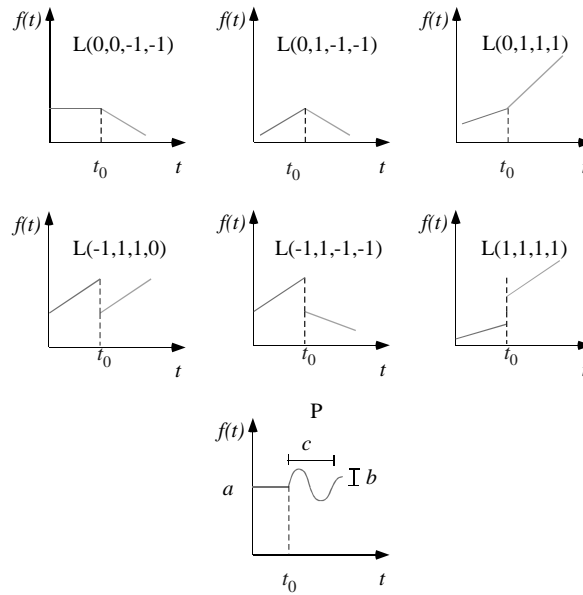 f(t) L(0,0,-1,-1) t0 t
f(t) L(0,1,-1,-1) t0 t
f(t) L(0,1,1,1) t0 t
f(t) L(-1,1,1,0) t0 t
f(t) L(-1,1,-1,-1) t0 t
f(t) L(1,1,1,1) t0 t
P
f(t) c
a b
t0 t